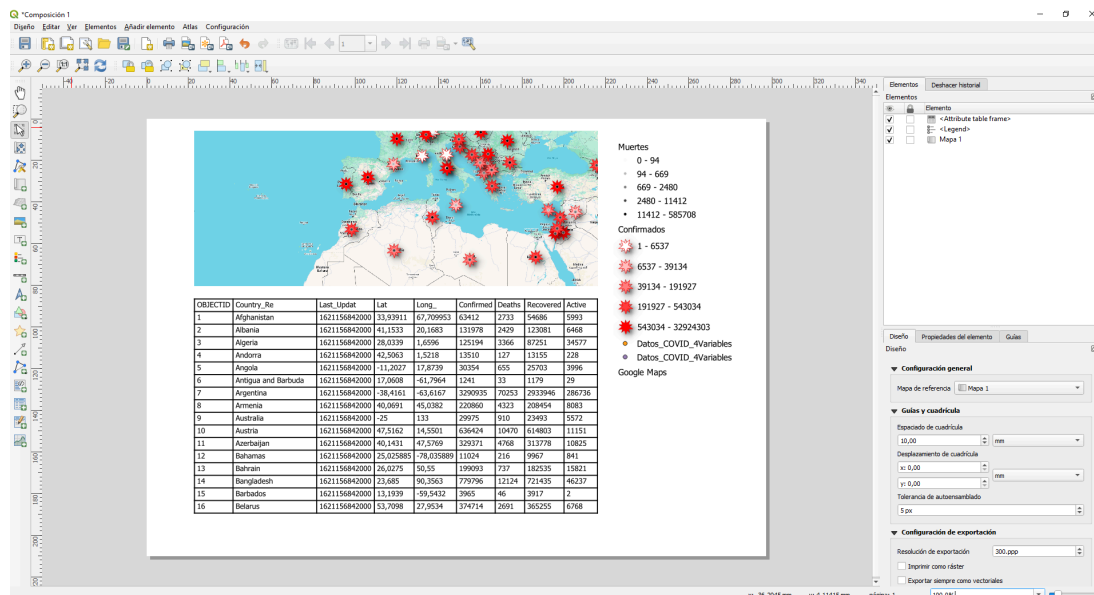 *Composición 1
Diseño Editar Ver Elementos Añadir elemento Atlas Configuración
Elementos Deshacer historial
Elementos
Elemento
<Attribute table frame>
<Legend>
Mapa 1
Muertes
0 - 94
94 - 669
669 - 2480
2480 - 11412
11412 - 585708
Confirmados
1 - 6537
6537 - 39134
39134 - 191927
191927 - 543034
543034 - 32924303
Datos_COVID_4Variables
Datos_COVID_4Variables
Google Maps
OBJECTID Country_Re Last_Updat Lat Long_ Confirmed Deaths Recovered Active
1 Afghanistan 1621156842000 33,93911 67,709953 63412 2733 54686 5993
2 Albania 1621156842000 41,1533 20,1683 131978 2429 123081 6468
3 Algeria 1621156842000 28,0339 1,6596 125194 3366 87251 34577
4 Andorra 1621156842000 42,5063 1,5218 13510 127 13155 228
5 Angola 1621156842000 -11,2027 17,8739 30354 655 25703 3996
6 Antigua and Barbuda 1621156842000 17,0608 -61,7964 1241 33 1179 29
7 Argentina 1621156842000 -38,4161 -63,6167 3290935 70253 2933946 286736
8 Armenia 1621156842000 40,0691 45,0382 220860 4323 208454 8083
9 Australia 1621156842000 -25 133 29975 910 23493 5572
10 Austria 1621156842000 47,5162 14,5501 636424 10470 614803 11151
11 Azerbaijan 1621156842000 40,1431 47,5769 329371 4768 313778 10825
12 Bahamas 1621156842000 25,025885 -78,035889 11024 216 9967 841
13 Bahrain 1621156842000 26,0275 50,55 199093 737 182535 15821
14 Bangladesh 1621156842000 23,685 90,3563 779796 12124 721435 46237
15 Barbados 1621156842000 13,1939 -59,5432 3965 46 3917 2
16 Belarus 1621156842000 53,7098 27,9534 374714 2691 365255 6768
Diseño Propiedades del elemento Guías
Diseño
Configuración general
Mapa de referencia Mapa 1
Guías y cuadrícula
Espaciado de cuadrícula
10,00 mm
Desplazamiento de cuadrícula
x: 0,00
mm
y: 0,00
Tolerancia de autoensamblado
5 px
Configuración de exportación
Resolución de exportación 300.ppp
Imprimir como ráster
Exportar siempre como vectoriales